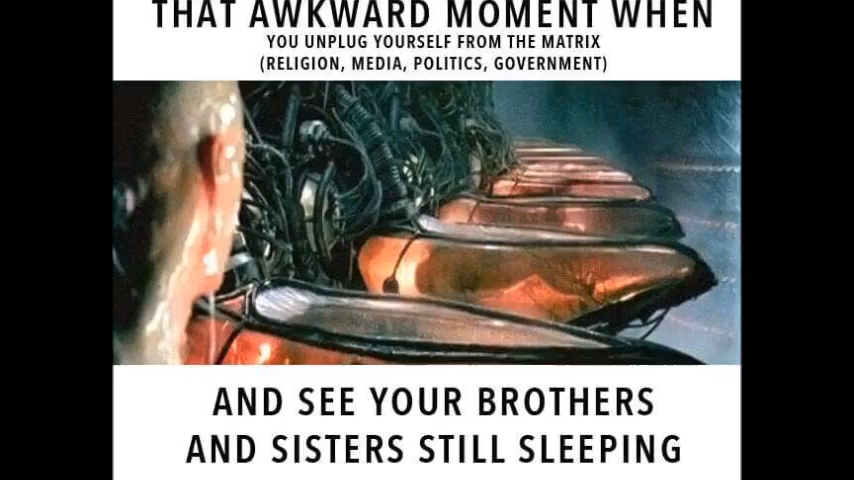 THAT AWKWARD MOMENT WHEN
YOU UNPLUG YOURSELF FROM THE MATRIX
(RELIGION, MEDIA, POLITICS, GOVERNMENT)
AND SEE YOUR BROTHERS
AND SISTERS STILL SLEEPING